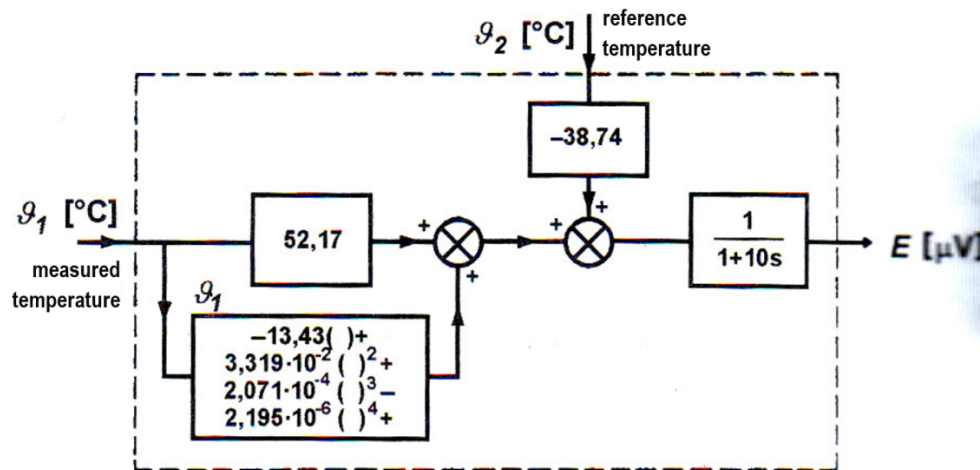 ϑ₂ [°C]
reference
temperature
–38,74
ϑ₁ [°C]
measured
temperature
52,17
+
+
+
+
1
1+10s
E [μV]
ϑ₁
–13,43( )+
3,319·10⁻² ( )² +
2,071·10⁻⁴ ( )³ –
2,195·10⁻⁶ ( )⁴ +